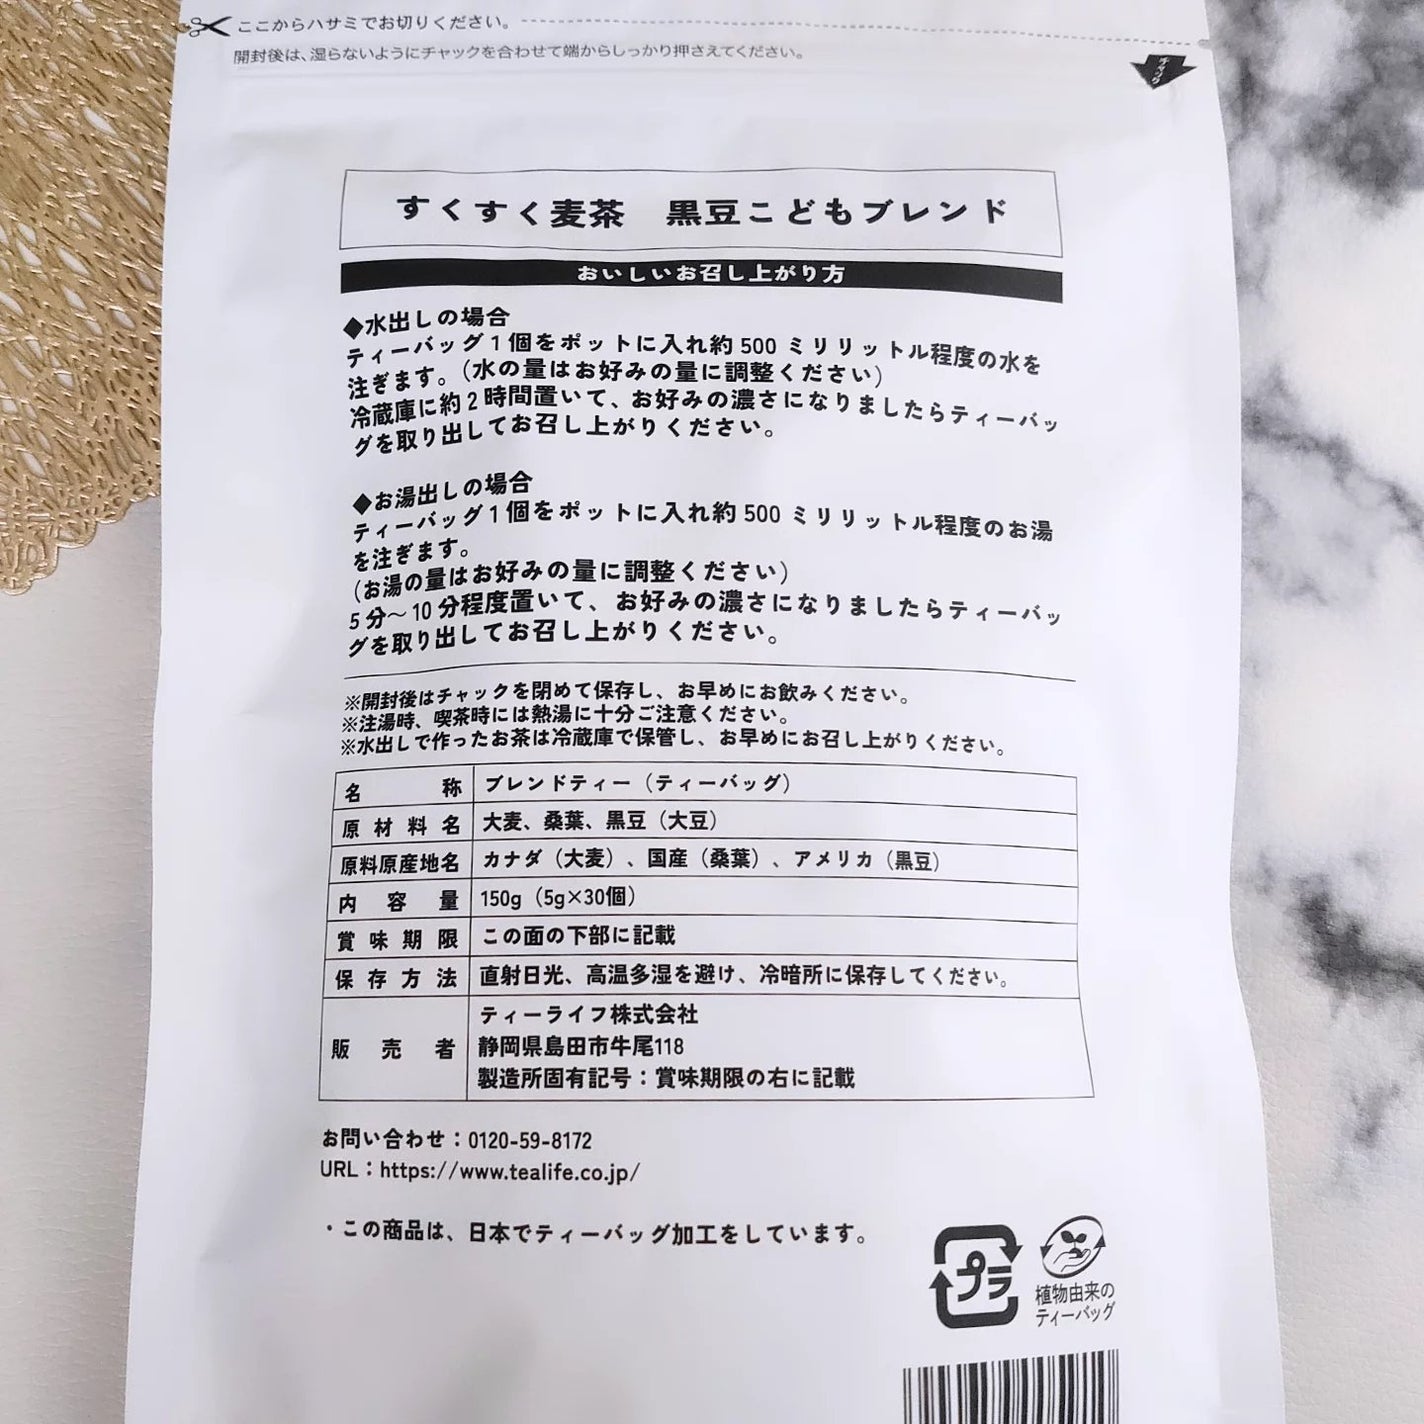 ここからハサミでお切りください。
開封後は、湿らないようにチャックを合わせて端からしっかり押さえてください。
チャック
すくすく麦茶　黒豆こどもブレンド
おいしいお召し上がり方
◆水出しの場合
ティーバッグ1個をポットに入れ約500ミリリットル程度の水を
注ぎます。(水の量はお好みの量に調整ください)
冷蔵庫に約2時間置いて、お好みの濃さになりましたらティーバッ
グを取り出してお召し上がりください。
◆お湯出しの場合
ティーバッグ1個をポットに入れ約500ミリリットル程度のお湯
を注ぎます。
(お湯の量はお好みの量に調整ください)
5分〜10分程度置いて、お好みの濃さになりましたらティーバッ
グを取り出してお召し上がりください。
※開封後はチャックを閉めて保存し、お早めにお飲みください。
※注湯時、喫茶時には熱湯に十分ご注意ください。
※水出しで作ったお茶は冷蔵庫で保管し、お早めにお召し上がりください。
名称 ブレンドティー（ティーバッグ）
原材料名 大麦、桑葉、黒豆（大豆）
原料原産地名 カナダ（大麦）、国産（桑葉）、アメリカ（黒豆）
内容量 150g（5g×30個）
賞味期限 この面の下部に記載
保存方法 直射日光、高温多湿を避け、冷暗所に保存してください。
販売者 ティーライフ株式会社
静岡県島田市牛尾118
製造所固有記号：賞味期限の右に記載
お問い合わせ：0120-59-8172
URL：https://www.tealife.co.jp/
・この商品は、日本でティーバッグ加工をしています。
プラ
植物由来の
ティーバッグ